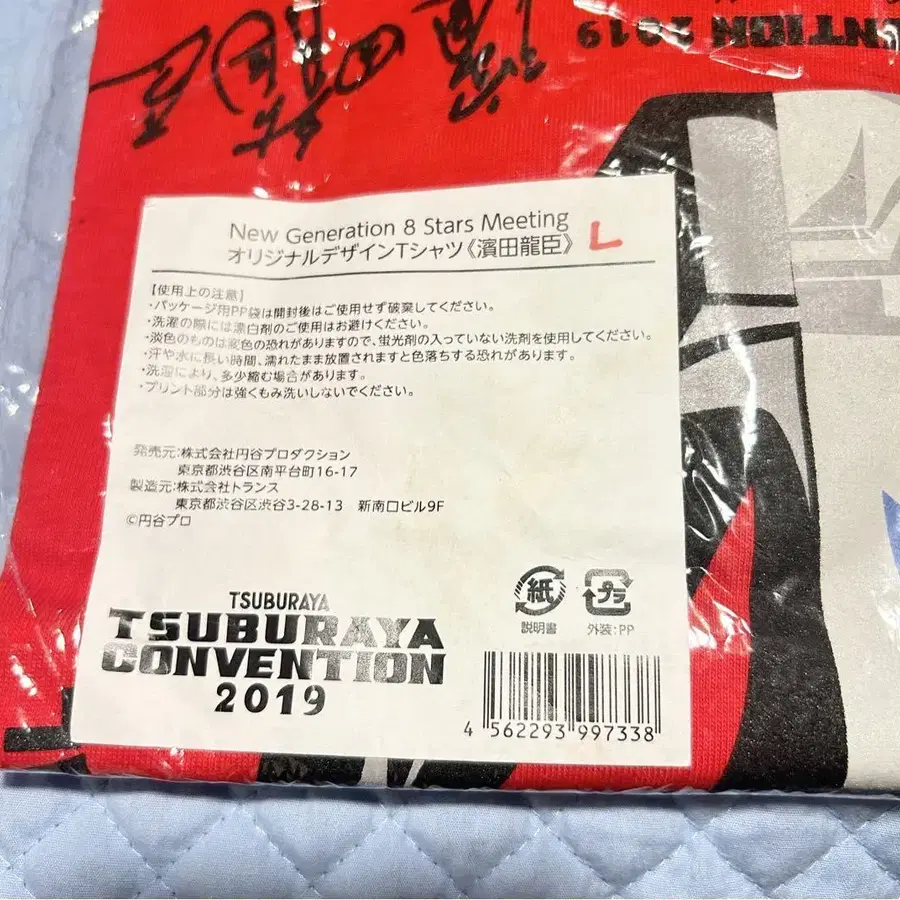 濱田龍臣
ENTION 2019
New Generation 8 Stars Meeting
オリジナルデザインTシャツ《濱田龍臣》 L
【使用上の注意】
・パッケージ用PP袋は開封後はご使用せず破棄してください。
・洗濯の際には漂白剤のご使用はお避けください。
・淡色のものは変色の恐れがありますので、蛍光剤の入っていない洗剤を使用してください。
・汗や水に長い時間、濡れたまま放置されますと色落ちする恐れがあります。
・洗濯により、多少縮む場合があります。
・プリント部分は強くもみ洗いしないでください。
発売元:株式会社円谷プロダクション
東京都渋谷区南平台町16-17
製造元:株式会社トランス
東京都渋谷区渋谷3-28-13 新南口ビル9F
©円谷プロ
TSUBURAYA
TSUBURAYA
CONVENTION
2019
紙
説明書
プラ
外装:PP
4 562293 997338